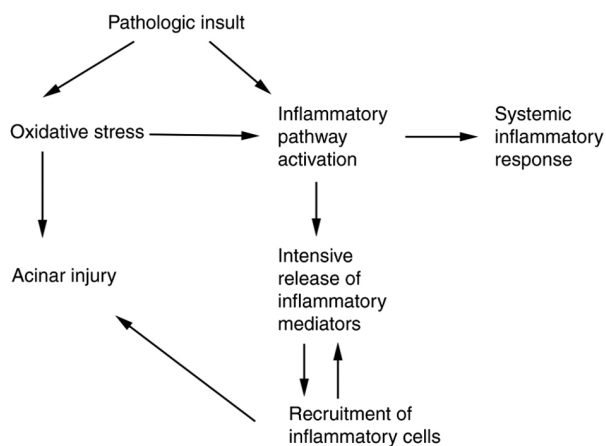 Pathologic insult
Oxidative stress
Inflammatory
pathway
activation
Systemic
inflammatory
response
Acinar injury
Intensive
release of
inflammatory
mediators
Recruitment of
inflammatory cells